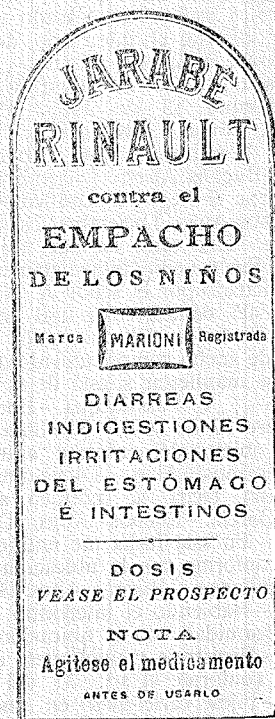 JARABE
RINAULT
contra el
EMPACHO
DE LOS NIÑOS
Marca MARIONI Registrada
DIARREAS
INDIGESTIONES
IRRITACIONES
DEL ESTÓMAGO
É INTESTINOS
DOSIS
VEASE EL PROSPECTO
NOTA
Agitese el medicamento
ANTES DE USARLO